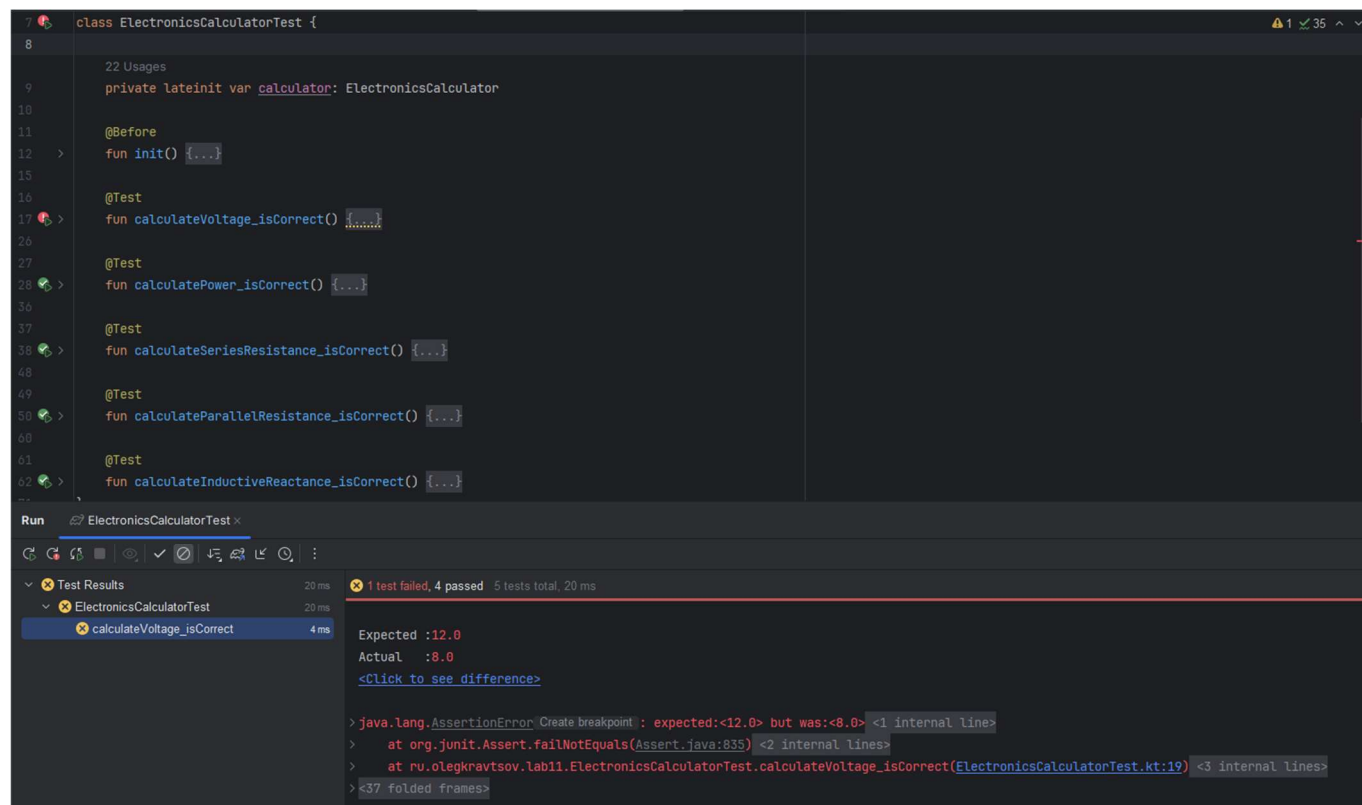 7 class ElectronicsCalculatorTest { 1 35
8
22 Usages
9 private lateinit var calculator: ElectronicsCalculator
10
11 @Before
12 fun init() {...}
15
16 @Test
17 fun calculateVoltage_isCorrect() {...}
26
27 @Test
28 fun calculatePower_isCorrect() {...}
36
37 @Test
38 fun calculateSeriesResistance_isCorrect() {...}
48
49 @Test
50 fun calculateParallelResistance_isCorrect() {...}
60
61 @Test
62 fun calculateInductiveReactance_isCorrect() {...}
}
Run ElectronicsCalculatorTest ×
Test Results 20 ms
ElectronicsCalculatorTest 20 ms
calculateVoltage_isCorrect 4 ms
1 test failed, 4 passed 5 tests total, 20 ms
Expected :12.0
Actual :8.0
<Click to see difference>
java.lang.AssertionError Create breakpoint : expected:<12.0> but was:<8.0> <1 internal line>
at org.junit.Assert.failNotEquals(Assert.java:835) <2 internal lines>
at ru.olegkravtsov.lab11.ElectronicsCalculatorTest.calculateVoltage_isCorrect(ElectronicsCalculatorTest.kt:19) <3 internal lines>
<37 folded frames>